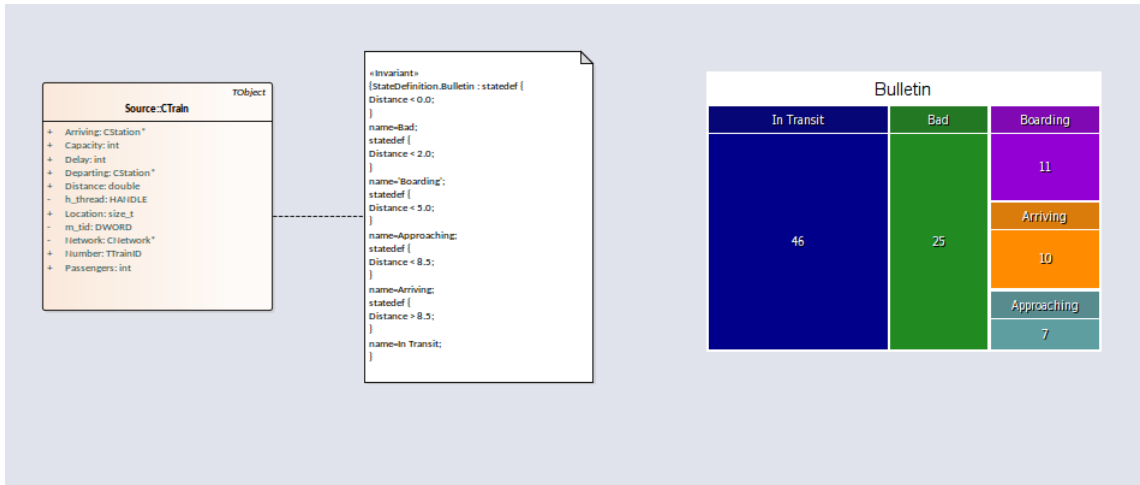 TObject
Source::CTrain
+ Arriving: CStation*
+ Capacity: int
+ Delay: int
+ Departing: CStation*
+ Distance: double
- h_thread: HANDLE
+ Location: size_t
- m_tid: DWORD
- Network: CNetwork*
+ Number: TTrainID
+ Passengers: int
«Invariant»
{StateDefinition.Bulletin : statedef {
Distance < 0.0;
}
name=Bad;
statedef {
Distance < 2.0;
}
name='Boarding';
statedef {
Distance < 5.0;
}
name=Approaching;
statedef {
Distance < 8.5;
}
name=Arriving;
statedef {
Distance > 8.5;
}
name=In Transit;
}
Bulletin
In Transit
46
Bad
25
Boarding
11
Arriving
10
Approaching
7